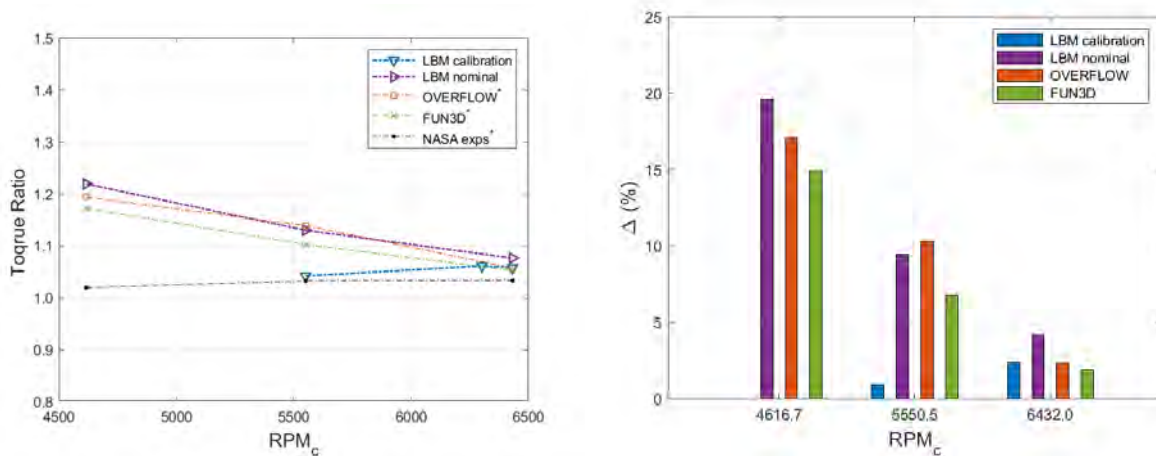 1.5
1.4
1.3
1.2
1.1
1.0
0.9
0.8
Toqrue Ratio
4500 5000 5500 6000 6500
RPMc
LBM calibration
LBM nominal
OVERFLOW*
FUN3D*
NASA exps*
25
20
15
10
5
0
Δ (%)
4616.7 5550.5 6432.0
RPMc
LBM calibration
LBM nominal
OVERFLOW
FUN3D